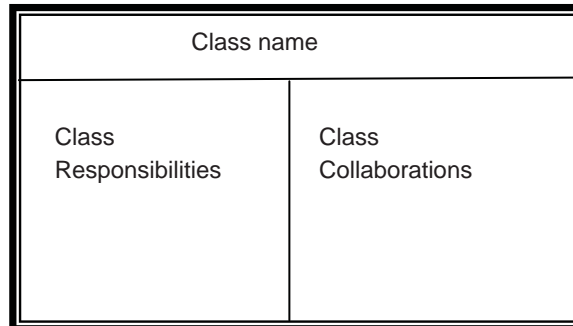 Class name
Class
Responsibilities
Class
Collaborations